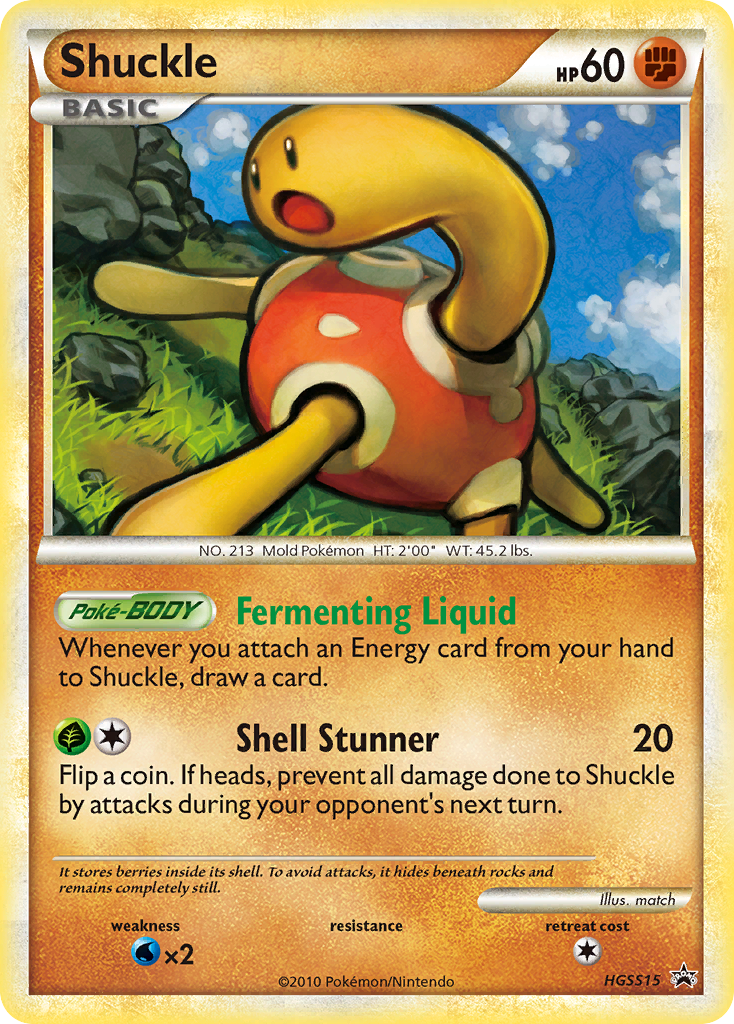 Shuckle
HP60
BASIC
NO. 213 Mold Pokémon HT: 2'00" WT: 45.2 lbs.
Poké-BODY Fermenting Liquid
Whenever you attach an Energy card from your hand
to Shuckle, draw a card.
Shell Stunner 20
Flip a coin. If heads, prevent all damage done to Shuckle
by attacks during your opponent's next turn.
It stores berries inside its shell. To avoid attacks, it hides beneath rocks and
remains completely still.
Illus. match
weakness resistance retreat cost
×2
©2010 Pokémon/Nintendo HGSS15 PROMO